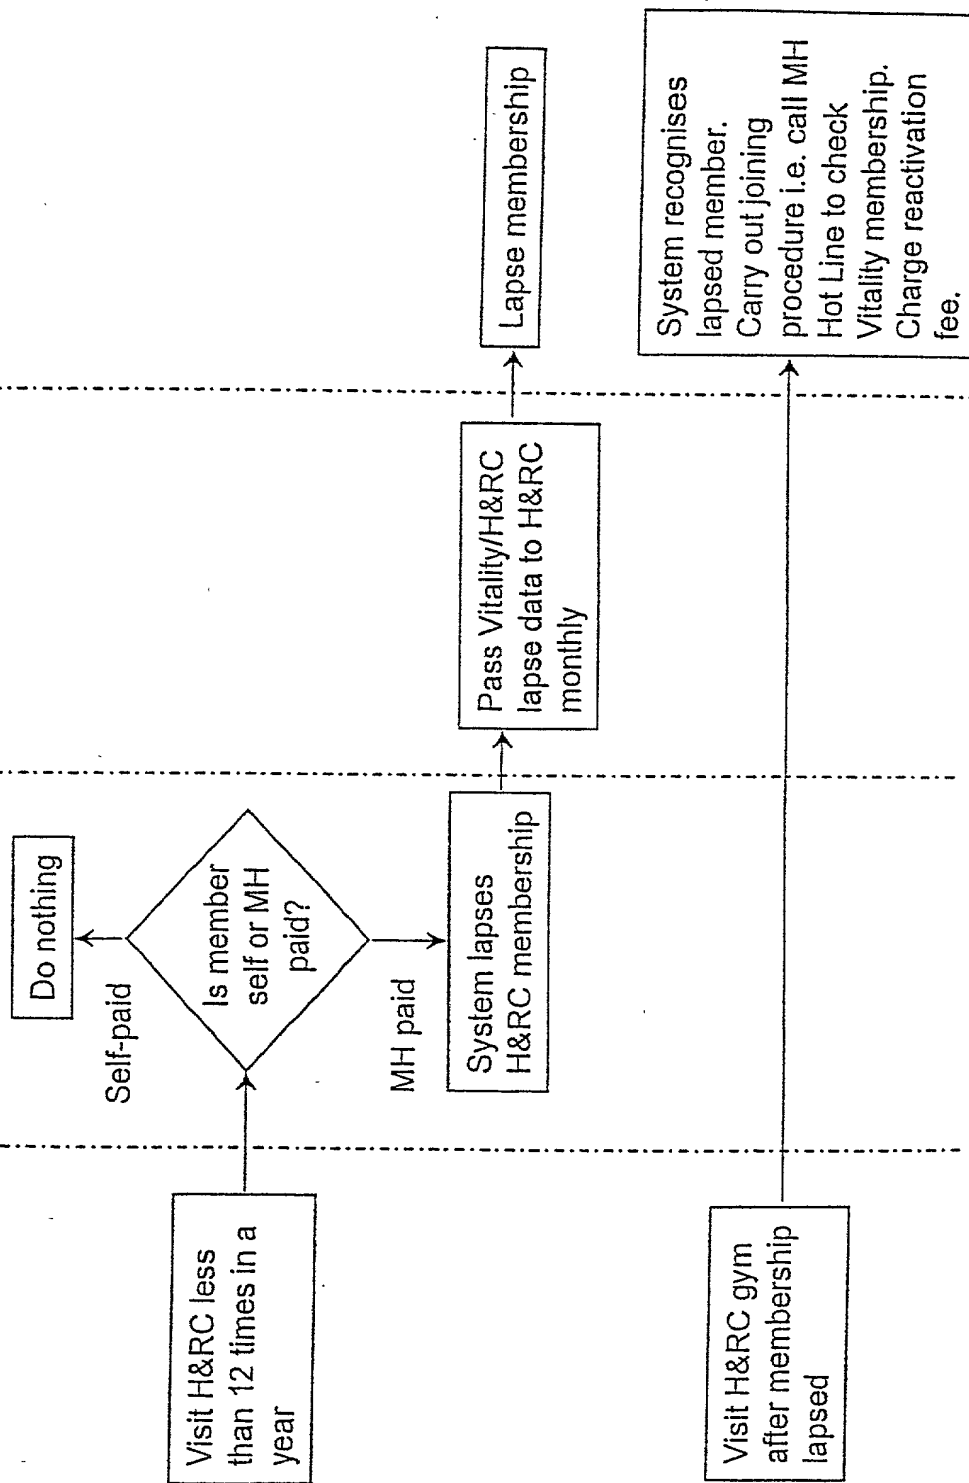 Visit H&RC less
than 12 times in a
year
Self-paid
Do nothing
Is member
self or MH
paid?
MH paid
System lapses
H&RC membership
Pass Vitality/H&RC
lapse data to H&RC
monthly
Lapse membership
Visit H&RC gym
after membership
lapsed
System recognises
lapsed member.
Carry out joining
procedure i.e. call MH
Hot Line to check
Vitality membership.
Charge reactivation
fee.